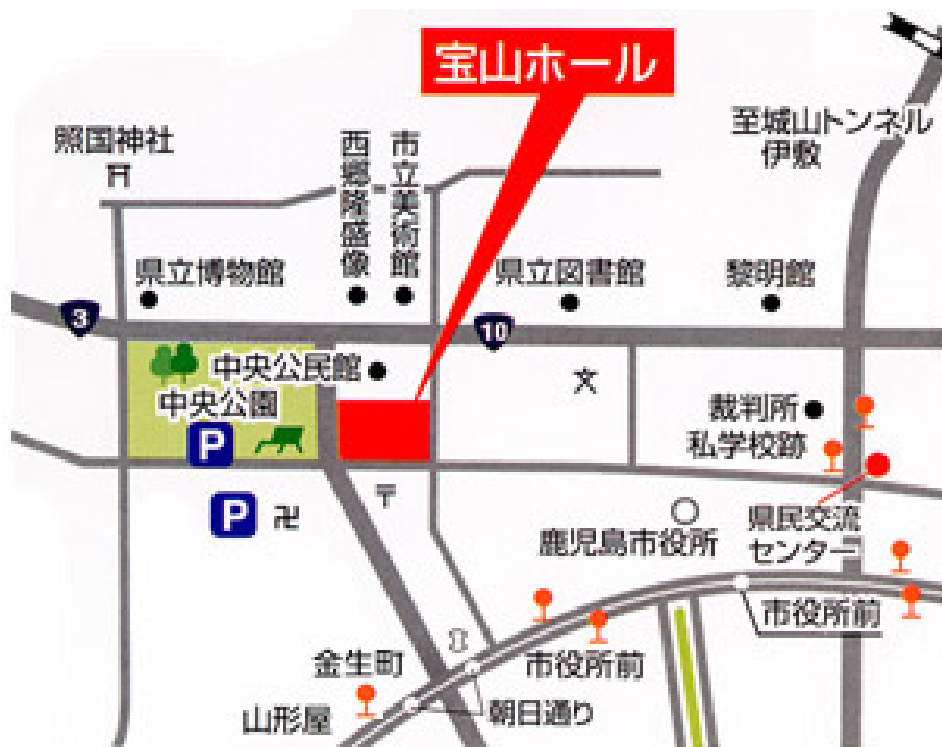 宝山ホール
照国神社
西郷隆盛像
市立美術館
至城山トンネル
伊敷
県立博物館
県立図書館
黎明館
3
10
中央公民館
中央公園
P
文
裁判所
私学校跡
P
卍
〒
鹿児島市役所
県民交流
センター
市役所前
市役所前
金生町
山形屋
朝日通り